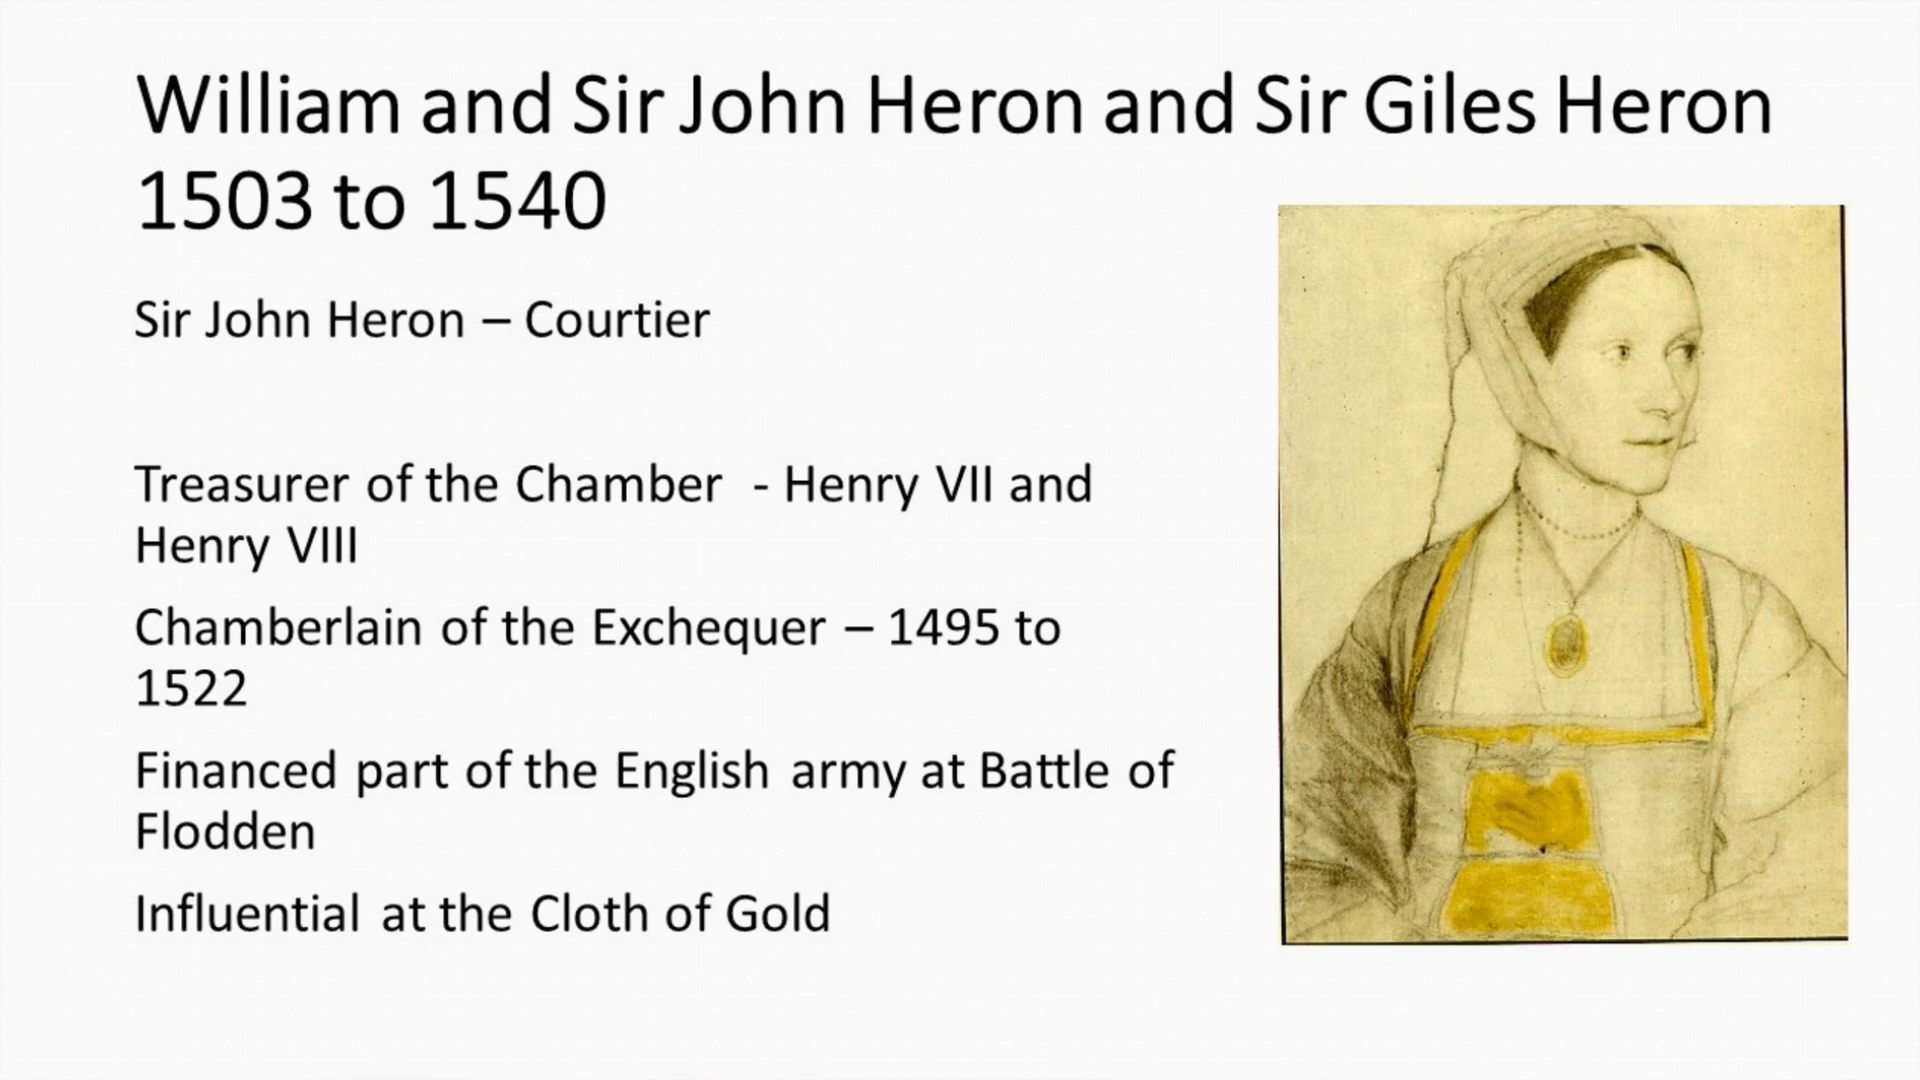 William and Sir John Heron and Sir Giles Heron
1503 to 1540
Sir John Heron – Courtier
Treasurer of the Chamber  - Henry VII and
Henry VIII
Chamberlain of the Exchequer – 1495 to
1522
Financed part of the English army at Battle of
Flodden
Influential at the Cloth of Gold